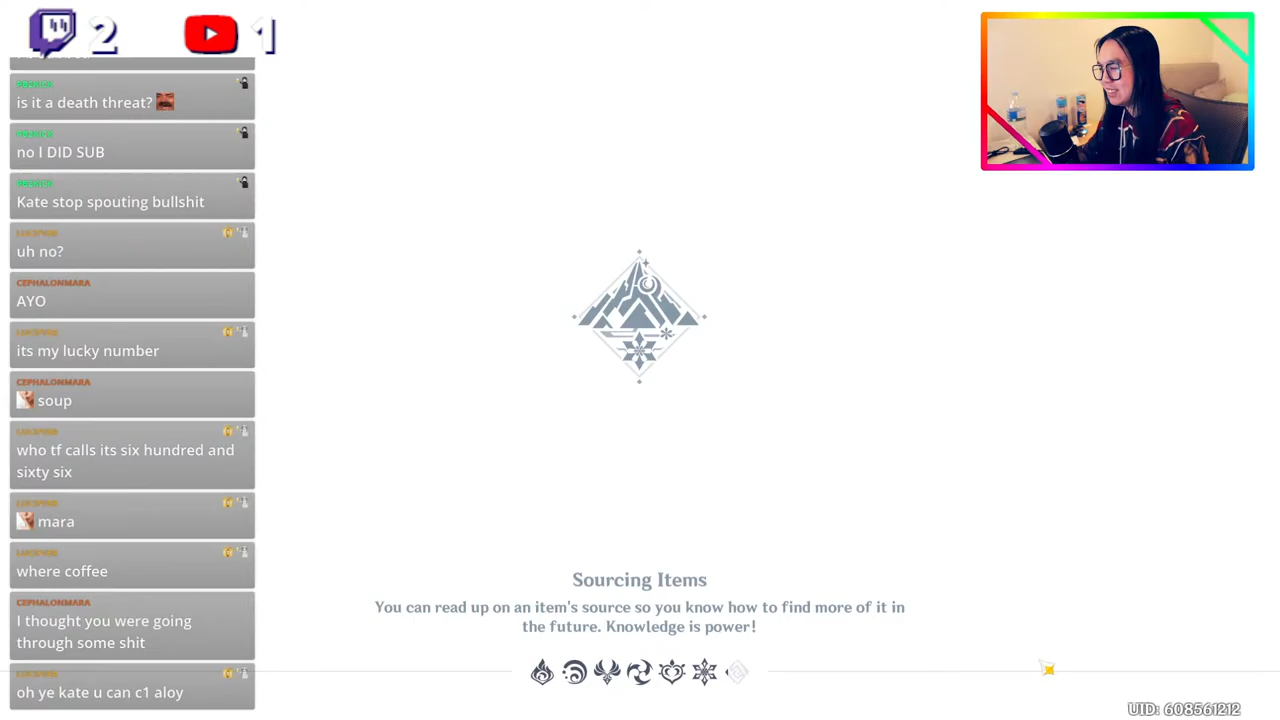 2
1
is it a death threat?
no I DID SUB
Kate stop spouting bullshit
uh no?
CEPHALONMARA
AYO
its my lucky number
CEPHALONMARA
soup
who tf calls its six hundred and
sixty six
mara
where coffee
CEPHALONMARA
I thought you were going
through some shit
oh ye kate u can c1 aloy
Sourcing Items
You can read up on an item's source so you know how to find more of it in
the future. Knowledge is power!
UID: 608561212